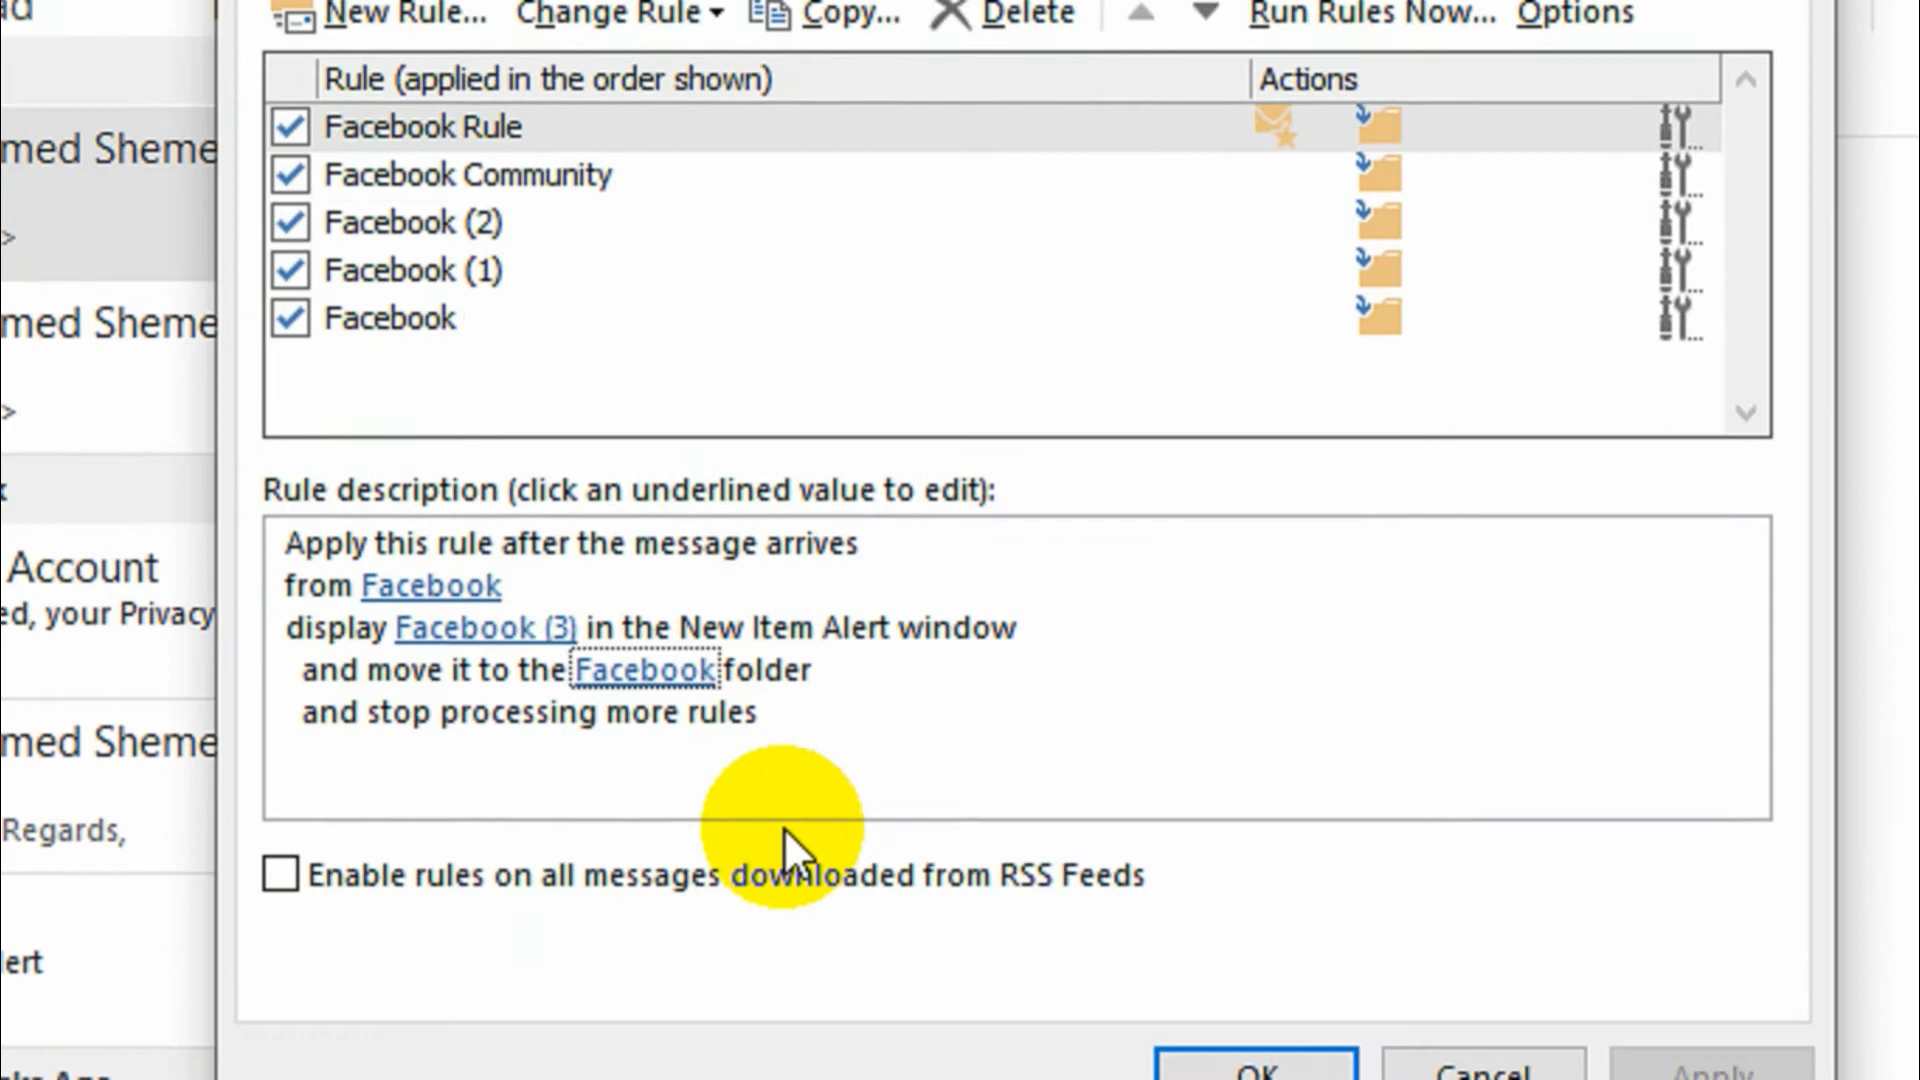 ad
New Rule... Change Rule Copy... Delete Run Rules Now... Options
Rule (applied in the order shown) Actions
Facebook Rule
Facebook Community
Facebook (2)
Facebook (1)
Facebook
Rule description (click an underlined value to edit):
Apply this rule after the message arrives
from Facebook
display Facebook (3) in the New Item Alert window
and move it to the Facebook folder
and stop processing more rules
Enable rules on all messages downloaded from RSS Feeds
OK Cancel Apply
med Sheme
>
med Sheme
>
Account
ed, your Privacy
med Sheme
Regards,
lert